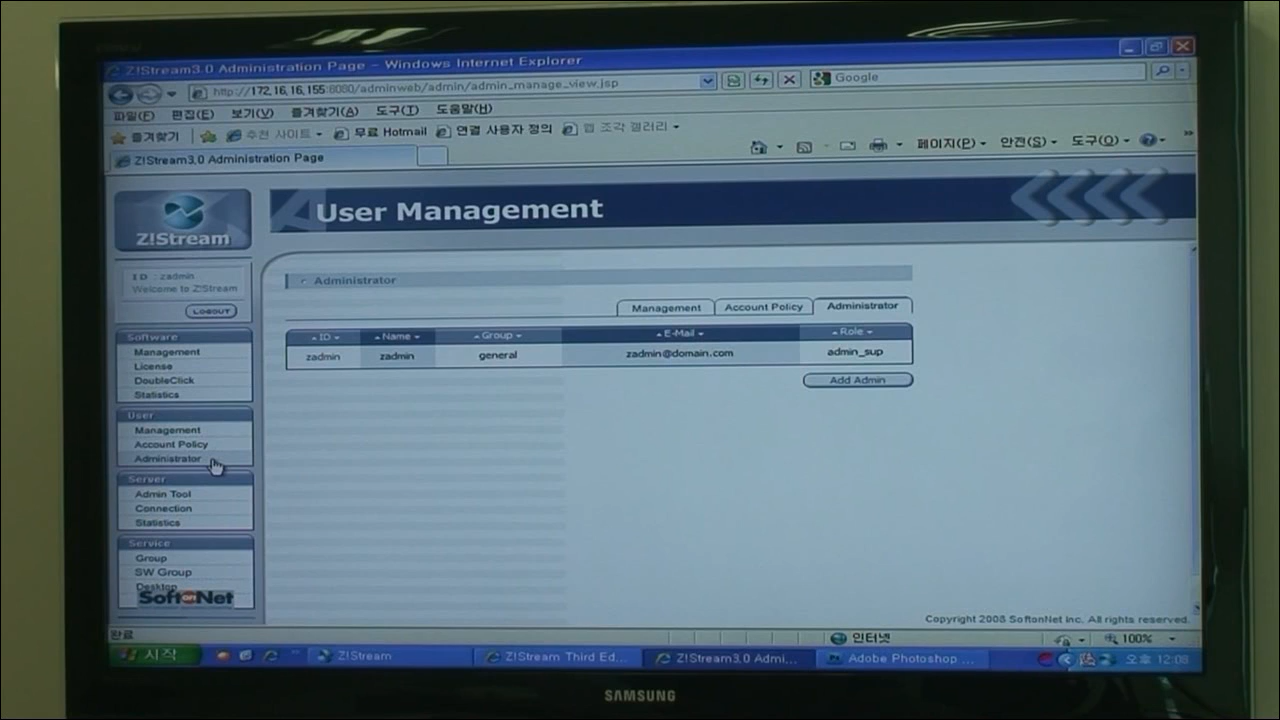 Z!Stream3.0 Administration Page - Windows Internet Explorer
http://172.16.16.155:8080/adminweb/admin/admin_manage_view.jsp
Google
파일(F) 편집(E) 보기(V) 즐겨찾기(A) 도구(T) 도움말(H)
즐겨찾기 추천 사이트 무료 Hotmail 연결 사용자 정의 웹 조각 갤러리
Z!Stream3.0 Administration Page
페이지(P) 안전(S) 도구(O)
Z!Stream
User Management
ID : zadmin
Welcome to Z!Stream
LOGOUT
Administrator
Management Account Policy Administrator
ID Name Group E-Mail Role
zadmin zadmin general zadmin@domain.com admin_sup
Add Admin
Software
Management
License
DoubleClick
Statistics
User
Management
Account Policy
Administrator
Server
Admin Tool
Connection
Statistics
Service
Group
SW Group
Desktop
SoftonNet
Copyright 2008 SoftonNet Inc. All rights reserved.
완료
인터넷
100%
시작
Z!Stream
Z!Stream Third Ed...
Z!Stream3.0 Admi...
Adobe Photoshop ...
오후 12:08
SAMSUNG